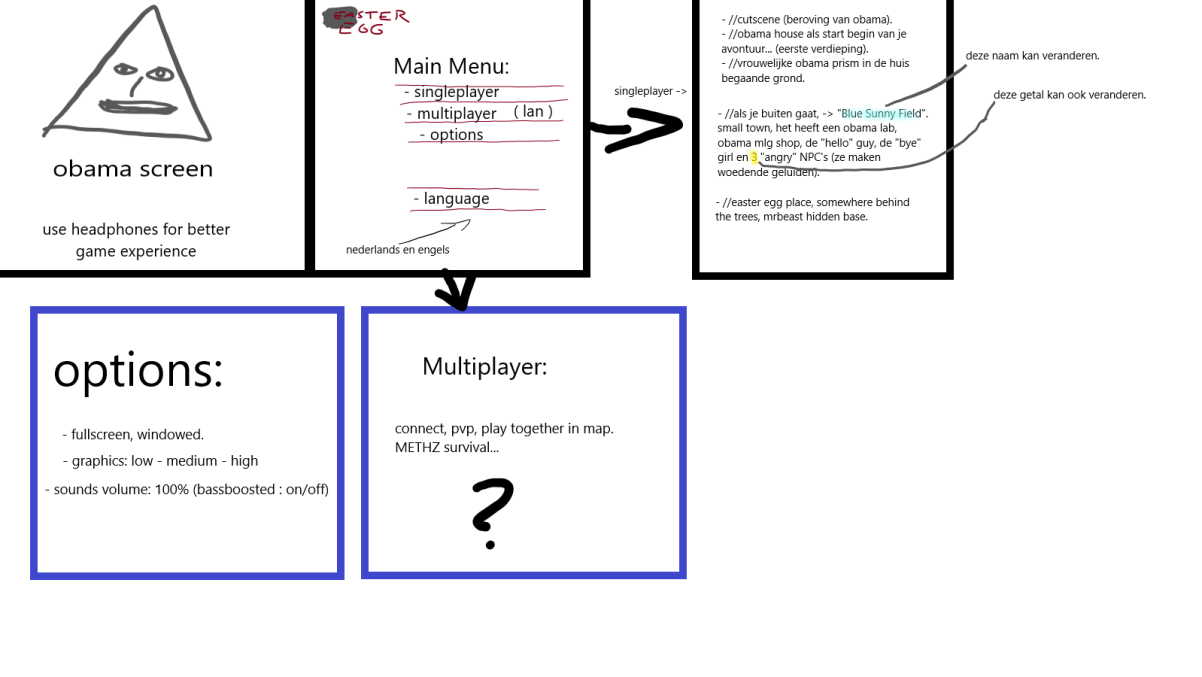 obama screen
use headphones for better
game experience
EASTER
EGG
Main Menu:
- singleplayer
- multiplayer ( lan )
- options
- language
nederlands en engels
singleplayer ->
- //cutscene (beroving van obama).
- //obama house als start begin van je
avontuur... (eerste verdieping).
- //vrouwelijke obama prism in de huis
begaande grond.
- //als je buiten gaat, -> "Blue Sunny Field".
small town, het heeft een obama lab,
obama mlg shop, de "hello" guy, de "bye"
girl en 3 "angry" NPC's (ze maken
woedende geluiden).
- //easter egg place, somewhere behind
the trees, mrbeast hidden base.
deze naam kan veranderen.
deze getal kan ook veranderen.
options:
- fullscreen, windowed.
- graphics: low - medium - high
- sounds volume: 100% (bassboosted : on/off)
Multiplayer:
connect, pvp, play together in map.
METHZ survival...
?